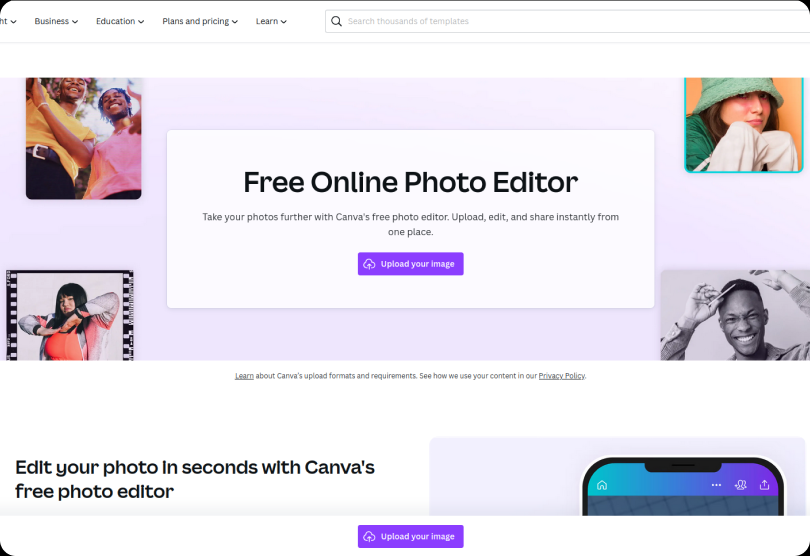 ht
Business
Education
Plans and pricing
Learn
Search thousands of templates
Free Online Photo Editor
Take your photos further with Canva's free photo editor. Upload, edit, and share instantly from
one place.
Upload your image
Learn about Canva's upload formats and requirements. See how we use your content in our Privacy Policy.
Edit your photo in seconds with Canva's
free photo editor
Upload your image